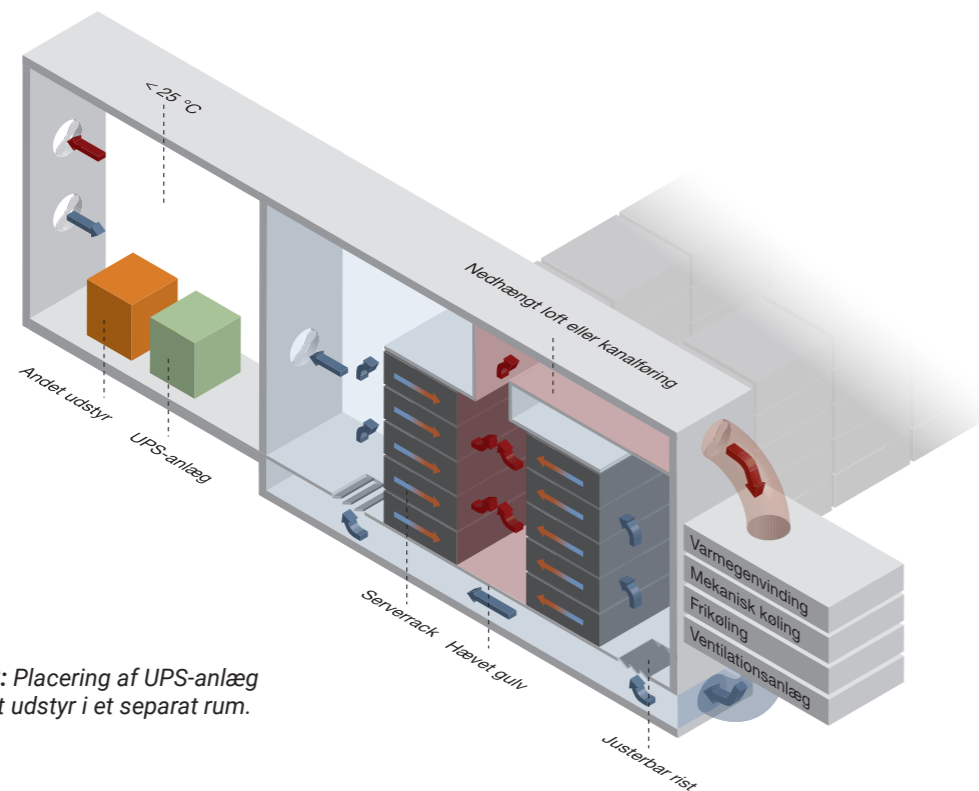 < 25 °C
Nedhængt loft eller kanalføring
Andet udstyr
UPS-anlæg
Serverrack
Hævet gulv
Justerbar rist
Varmegenvinding
Mekanisk køling
Frikøling
Ventilationsanlæg
: Placering af UPS-anlæg
t udstyr i et separat rum.